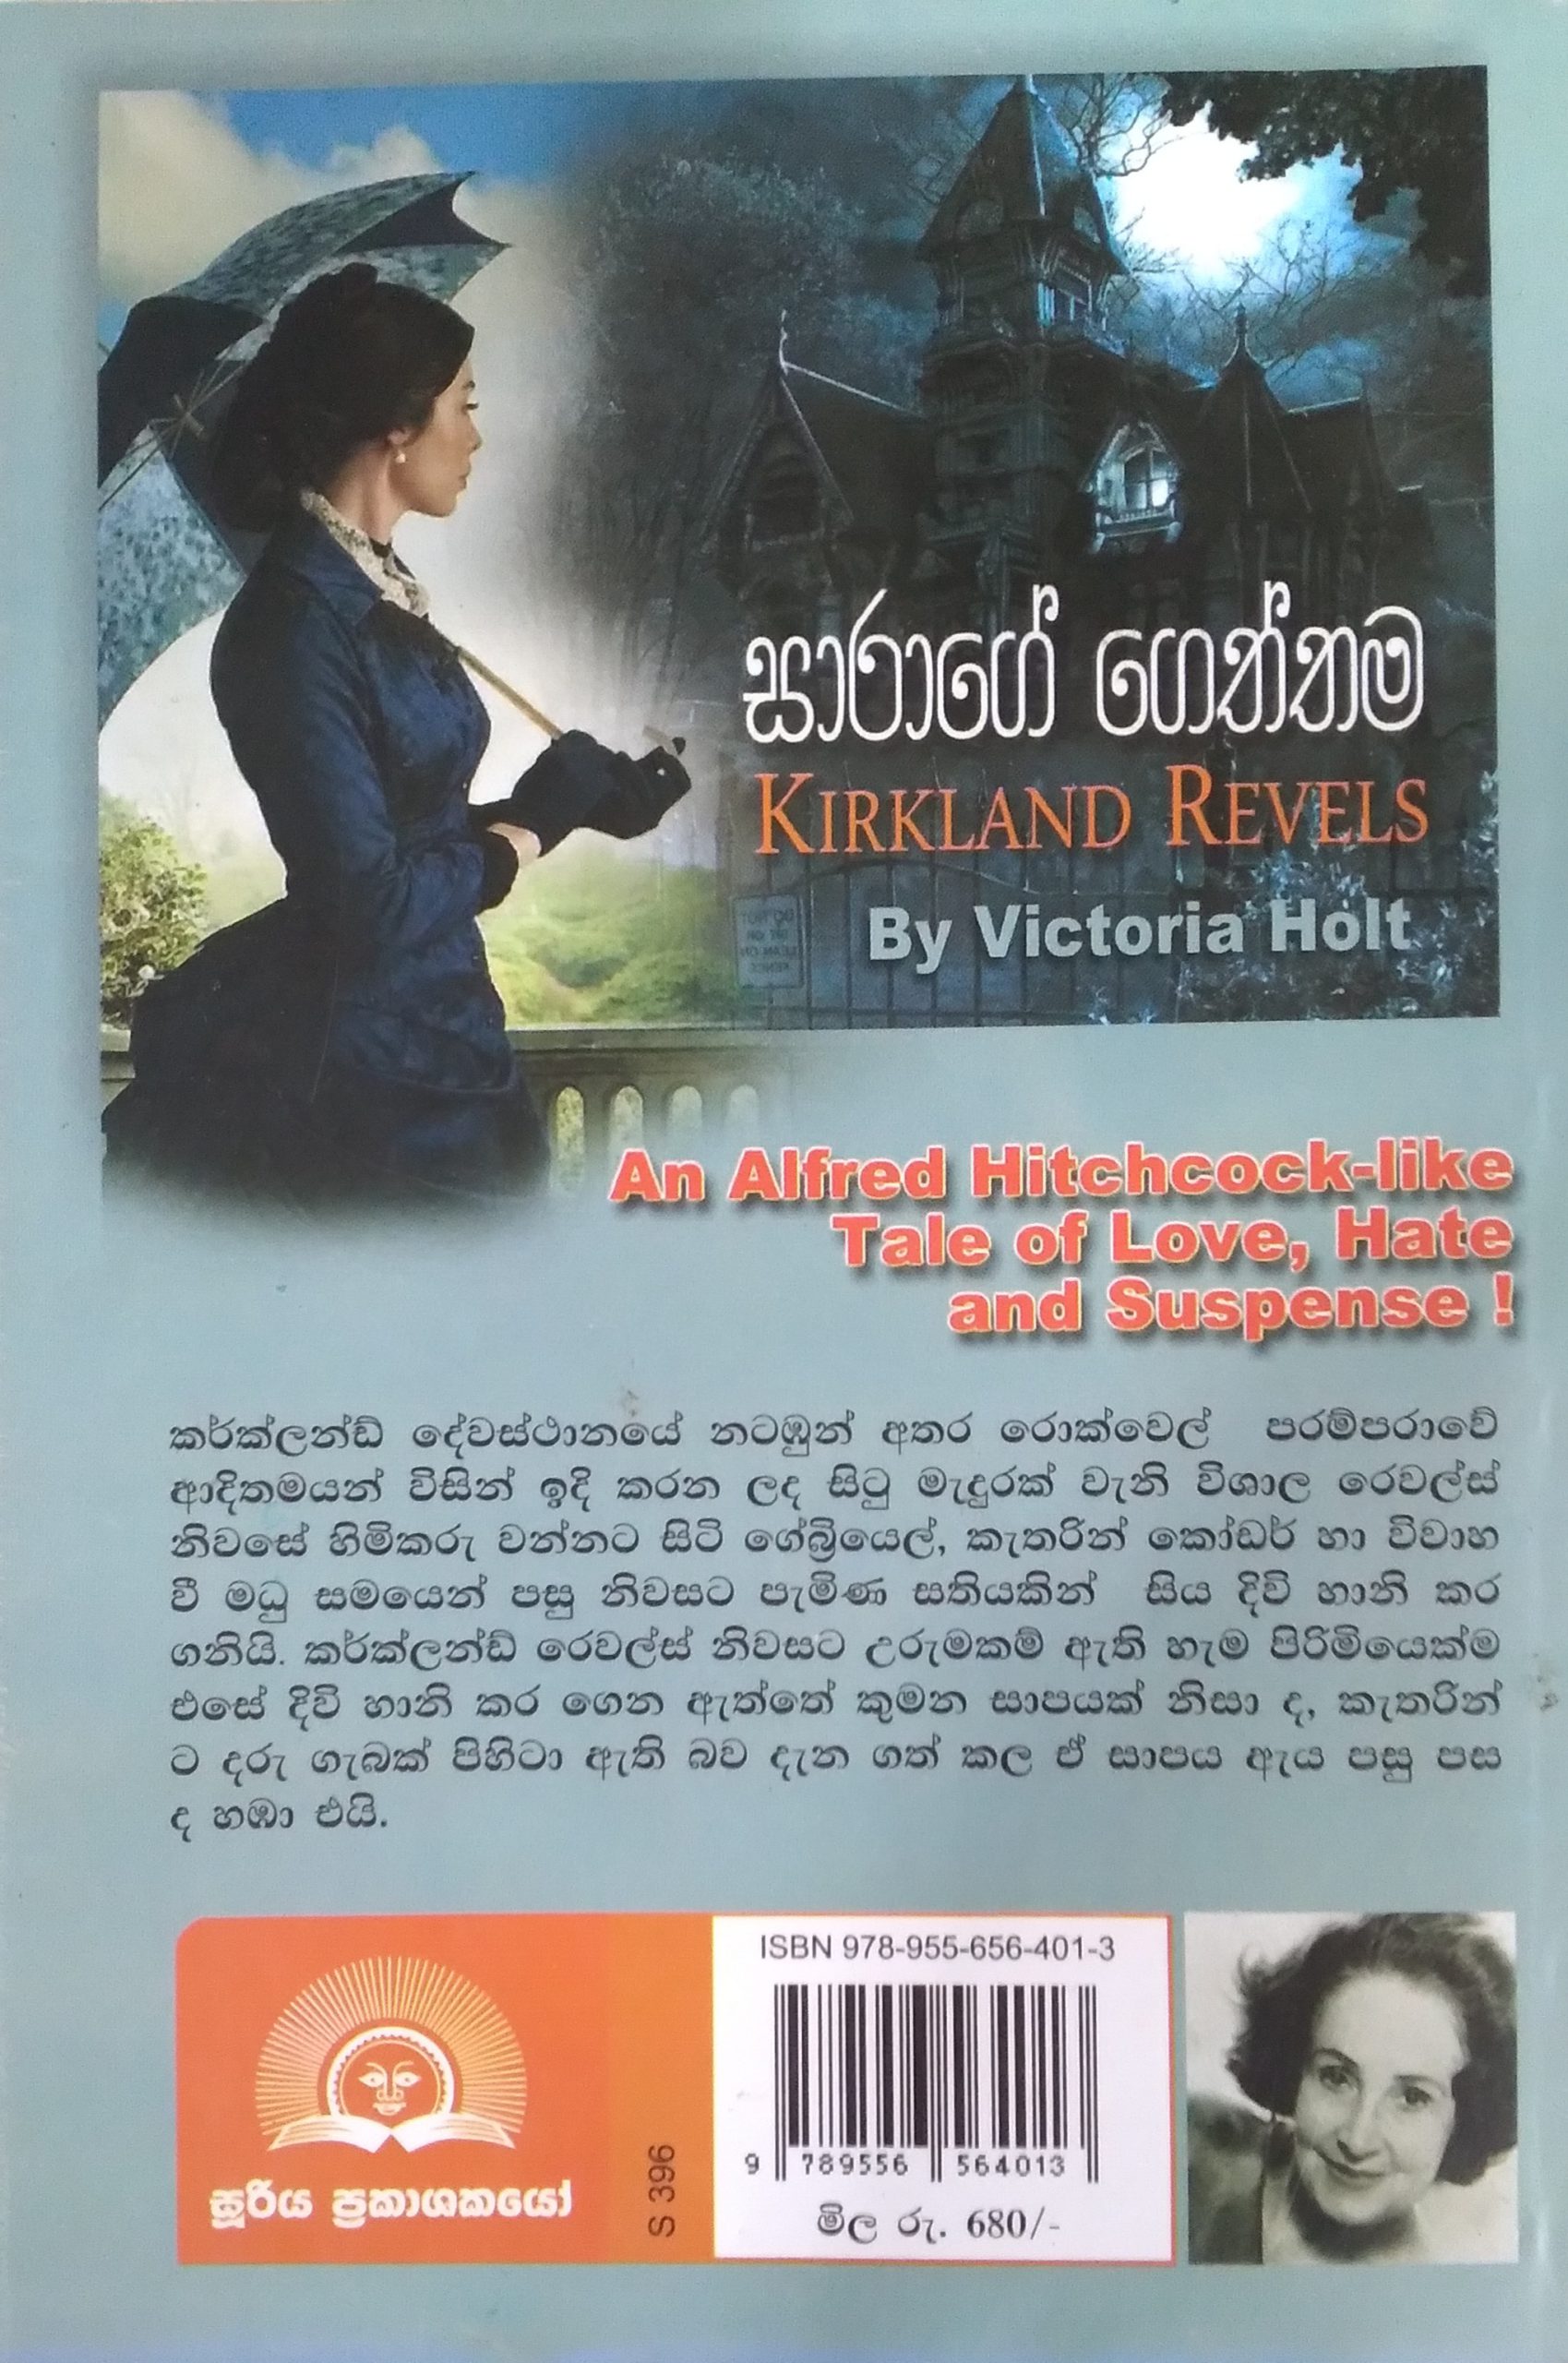 සාරාගේ ගෙත්තම
KIRKLAND REVELS
By Victoria Holt
An Alfred Hitchcock-like
Tale of Love, Hate
and Suspense !
කර්ක්ලන්ඩ් දේවස්ථානයේ නටඹුන් අතර රොක්වෙල් පරම්පරාවේ
ආදිතමයන් විසින් ඉදි කරන ලද සිටු මැදුරක් වැනි විශාල රෙවල්ස්
නිවසේ හිමිකරු වන්නට සිටි ගේබ්‍රියෙල්, කැතරින් කෝඩර් හා විවාහ
වී මධු සමයෙන් පසු නිවසට පැමිණ සතියකින් සිය දිවි හානි කර
ගනියි. කර්ක්ලන්ඩ් රෙවල්ස් නිවසට උරුමකම් ඇති හැම පිරිමියෙක්ම
එසේ දිවි හානි කර ගෙන ඇත්තේ කුමන සාපයක් නිසා ද, කැතරින්
ට දරු ගැබක් පිහිටා ඇති බව දැන ගත් කල ඒ සාපය ඇය පසු පස
ද හඹා එයි.
සූරිය ප්‍රකාශකයෝ
S 396
ISBN 978-955-656-401-3
9 789556 564013
මිල රු. 680/-